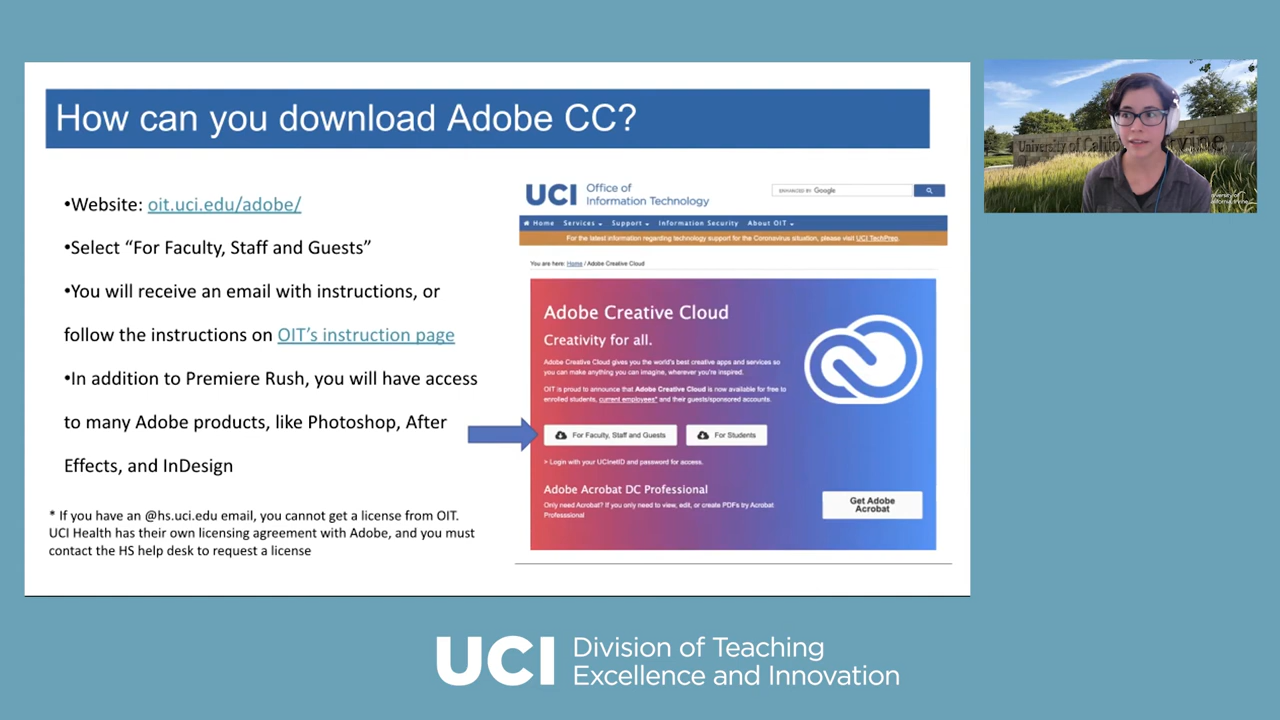 How can you download Adobe CC?
•Website: oit.uci.edu/adobe/
•Select “For Faculty, Staff and Guests”
•You will receive an email with instructions, or
follow the instructions on OIT’s instruction page
•In addition to Premiere Rush, you will have access
to many Adobe products, like Photoshop, After
Effects, and InDesign
* If you have an @hs.uci.edu email, you cannot get a license from OIT.
UCI Health has their own licensing agreement with Adobe, and you must
contact the HS help desk to request a license
UCI Office of
Information Technology
ENHANCED BY Google
Home Services Support Information Security About OIT
For the latest information regarding technology support for the Coronavirus situation, please visit UCI TechPrep.
You are here: Home / Adobe Creative Cloud
Adobe Creative Cloud
Creativity for all.
Adobe Creative Cloud gives you the world's best creative apps and services so
you can make anything you can imagine, wherever you're inspired.
OIT is proud to announce that Adobe Creative Cloud is now available for free to
enrolled students, current employees* and their guests/sponsored accounts.
For Faculty, Staff and Guests For Students
> Login with your UCInetID and password for access.
Adobe Acrobat DC Professional
Only need Acrobat? If you only need to view, edit, or create PDFs try Acrobat
Professional
Get Adobe
Acrobat
University of California
UCI Division of Teaching
Excellence and Innovation